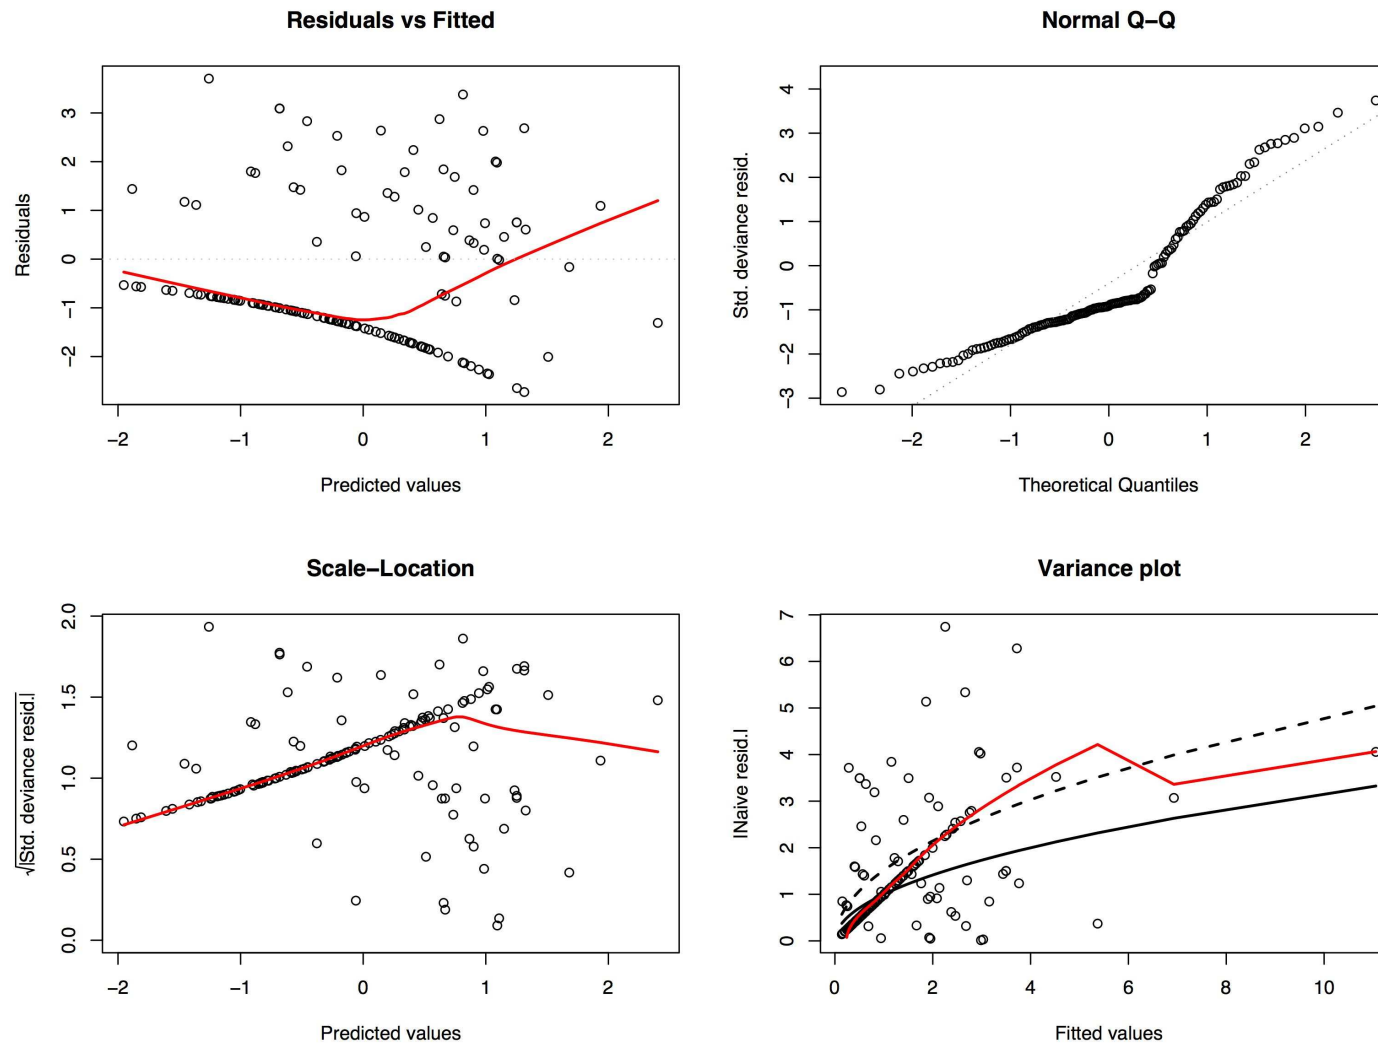 Residuals vs Fitted
Residuals
3
2
1
0
−1
−2
−2 −1 0 1 2
Predicted values
Normal Q−Q
Std. deviance resid.
4
3
2
1
0
−1
−2
−3
−2 −1 0 1 2
Theoretical Quantiles
Scale−Location
√|Std. deviance resid.|
2.0
1.5
1.0
0.5
0.0
−2 −1 0 1 2
Predicted values
Variance plot
|Naive resid.|
7
6
5
4
3
2
1
0
0 2 4 6 8 10
Fitted values